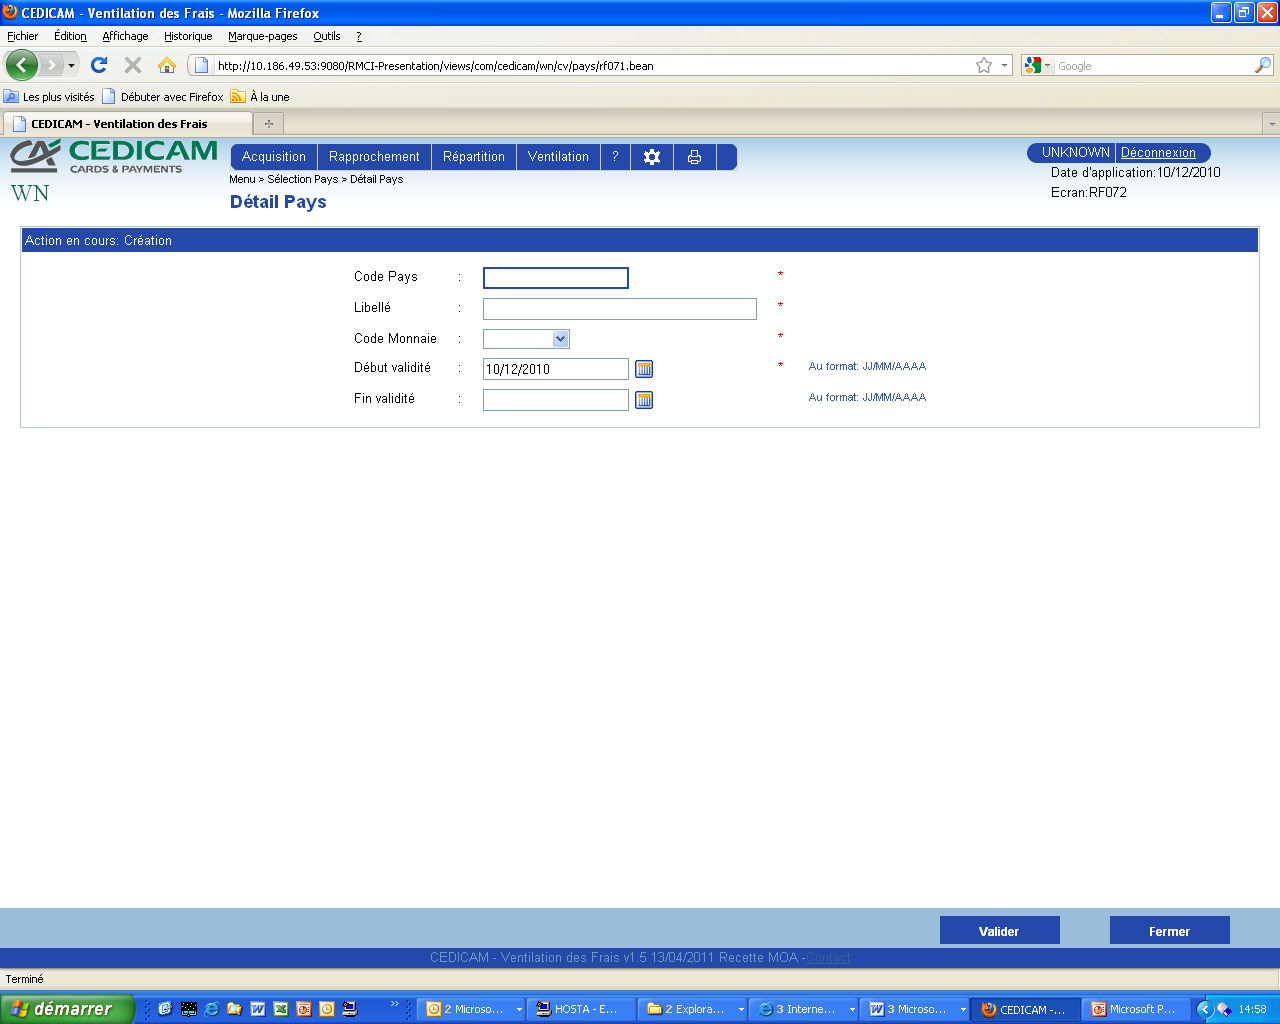 CEDICAM - Ventilation des Frais - Mozilla Firefox
Fichier Édition Affichage Historique Marque-pages Outils ?
http://10.186.49.53:9080/RMCI-Presentation/views/com/cedicam/wn/cv/pays/rf071.bean
Google
Les plus visités Débuter avec Firefox À la une
CEDICAM - Ventilation des Frais
CEDICAM
CARDS & PAYMENTS
WN
Acquisition Rapprochement Répartition Ventilation ?
UNKNOWN Déconnexion
Menu > Sélection Pays > Détail Pays
Date d'application:10/12/2010
Détail Pays
Ecran:RF072
Action en cours: Création
Code Pays : *
Libellé : *
Code Monnaie : *
Début validité : 10/12/2010 * Au format: JJ/MM/AAAA
Fin validité : Au format: JJ/MM/AAAA
Valider Fermer
CEDICAM - Ventilation des Frais v1.5 13/04/2011 Recette MOA -Contact
Terminé
démarrer 2 Microso... HOSTA - E... 2 Explora... 3 Interne... 3 Microso... CEDICAM -... Microsoft P... 14:58